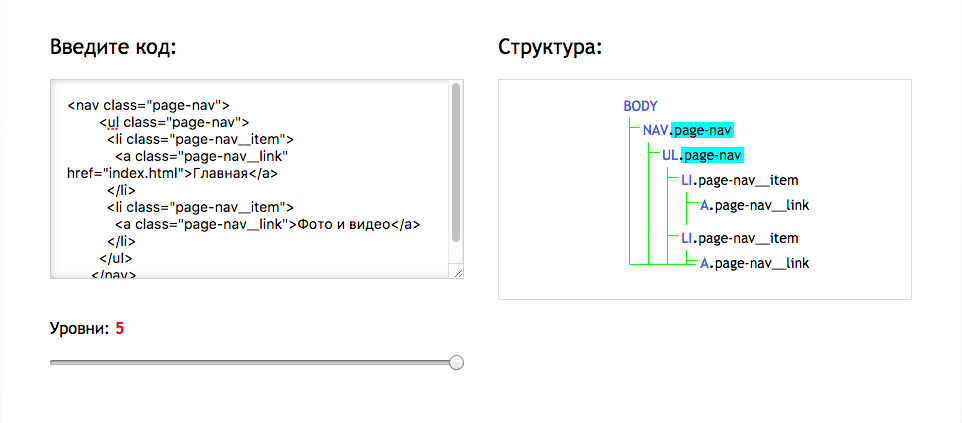 Введите код:
<nav class="page-nav">
<ul class="page-nav">
<li class="page-nav__item">
<a class="page-nav__link"
href="index.html">Главная</a>
</li>
<li class="page-nav__item">
<a class="page-nav__link">Фото и видео</a>
</li>
</ul>
</nav>
Уровни: 5
Структура:
BODY
NAV.page-nav
UL.page-nav
LI.page-nav__item
A.page-nav__link
LI.page-nav__item
A.page-nav__link